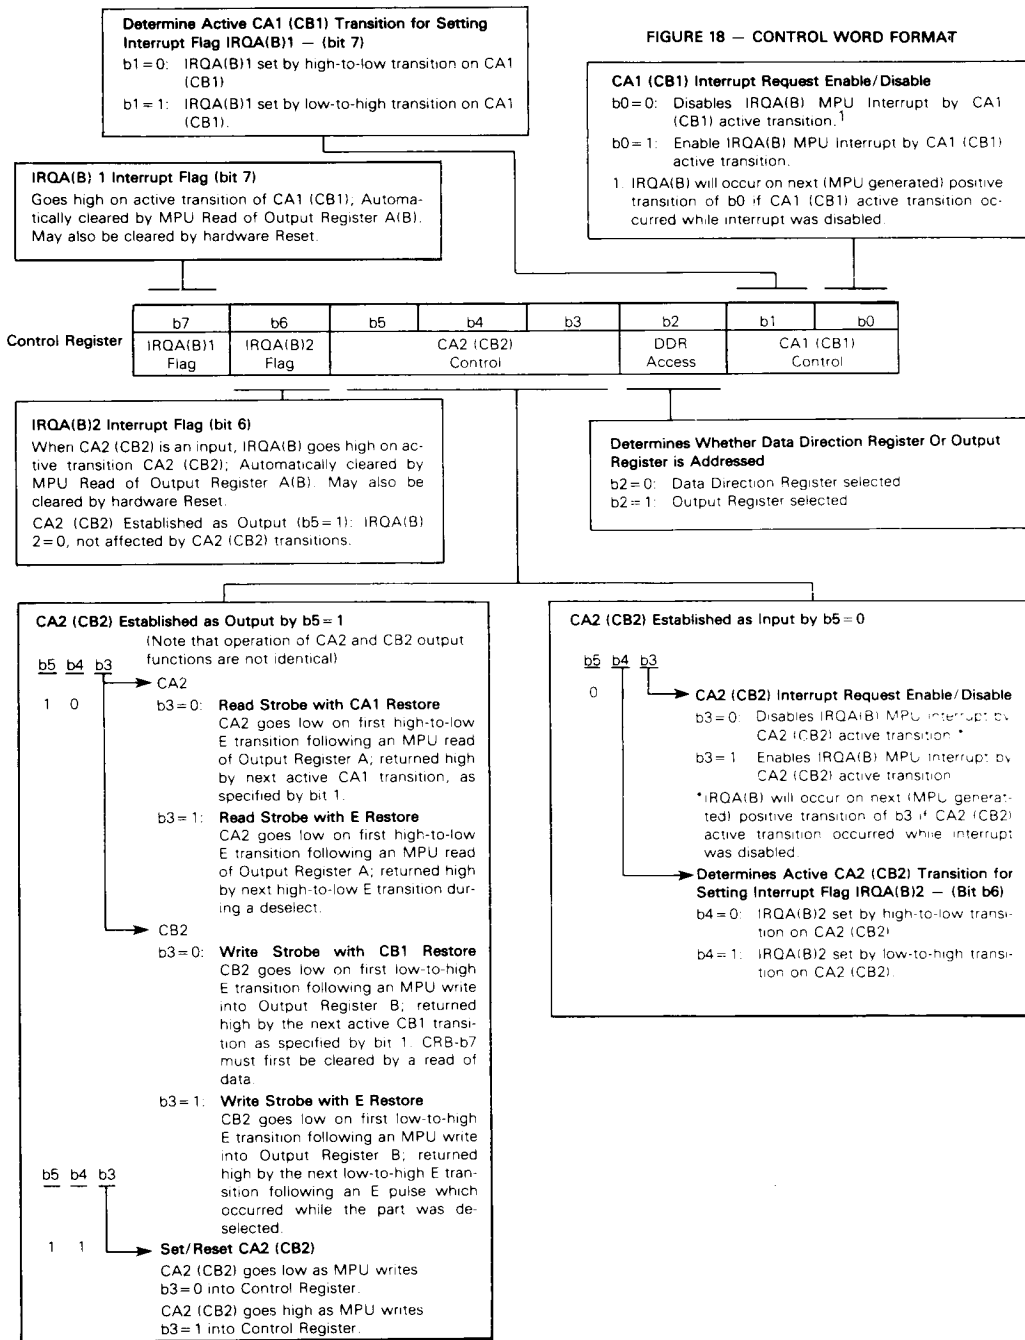 Determine Active CA1 (CB1) Transition for Setting
Interrupt Flag IRQA(B)1 — (bit 7)
b1 = 0: IRQA(B)1 set by high-to-low transition on CA1
(CB1)
b1 = 1: IRQA(B)1 set by low-to-high transition on CA1
(CB1).
FIGURE 18 — CONTROL WORD FORMAT
CA1 (CB1) Interrupt Request Enable/Disable
b0 = 0: Disables IRQA(B) MPU Interrupt by CA1
(CB1) active transition.1
b0 = 1: Enable IRQA(B) MPU Interrupt by CA1 (CB1)
active transition.
1. IRQA(B) will occur on next (MPU generated) positive
transition of b0 if CA1 (CB1) active transition oc-
curred while interrupt was disabled.
IRQA(B) 1 Interrupt Flag (bit 7)
Goes high on active transition of CA1 (CB1); Automat-
ically cleared by MPU Read of Output Register A(B).
May also be cleared by hardware Reset.
b7 b6 b5 b4 b3 b2 b1 b0
Control Register
IRQA(B)1 IRQA(B)2 CA2 (CB2) DDR CA1 (CB1)
Flag Flag Control Access Control
IRQA(B)2 Interrupt Flag (bit 6)
When CA2 (CB2) is an input, IRQA(B) goes high on ac-
tive transition CA2 (CB2); Automatically cleared by
MPU Read of Output Register A(B). May also be
cleared by hardware Reset.
CA2 (CB2) Established as Output (b5 = 1): IRQA(B)
2 = 0, not affected by CA2 (CB2) transitions.
Determines Whether Data Direction Register Or Output
Register is Addressed
b2 = 0: Data Direction Register selected
b2 = 1: Output Register selected
CA2 (CB2) Established as Output by b5 = 1
(Note that operation of CA2 and CB2 output
functions are not identical)
b5 b4 b3
CA2
1 0 b3 = 0: Read Strobe with CA1 Restore
CA2 goes low on first high-to-low
E transition following an MPU read
of Output Register A; returned high
by next active CA1 transition, as
specified by bit 1.
b3 = 1: Read Strobe with E Restore
CA2 goes low on first high-to-low
E transition following an MPU read
of Output Register A; returned high
by next high-to-low E transition dur-
ing a deselect.
CB2
b3 = 0: Write Strobe with CB1 Restore
CB2 goes low on first low-to-high
E transition following an MPU write
into Output Register B; returned
high by the next active CB1 transi-
tion as specified by bit 1. CRB-b7
must first be cleared by a read of
data.
b3 = 1: Write Strobe with E Restore
CB2 goes low on first low-to-high
E transition following an MPU write
into Output Register B; returned
high by the next low-to-high E tran-
sition following an E pulse which
occurred while the part was de-
selected.
b5 b4 b3
1 1 Set/Reset CA2 (CB2)
CA2 (CB2) goes low as MPU writes
b3 = 0 into Control Register.
CA2 (CB2) goes high as MPU writes
b3 = 1 into Control Register.
CA2 (CB2) Established as Input by b5 = 0
b5 b4 b3
0 CA2 (CB2) Interrupt Request Enable/Disable
b3 = 0: Disables IRQA(B) MPU Interrupt by
CA2 (CB2) active transition.*
b3 = 1 Enables IRQA(B) MPU Interrupt by
CA2 (CB2) active transition
*IRQA(B) will occur on next (MPU genera-
ted) positive transition of b3 if CA2 (CB2)
active transition occurred while interrupt
was disabled.
Determines Active CA2 (CB2) Transition for
Setting Interrupt Flag IRQA(B)2 — (Bit b6)
b4 = 0: IRQA(B)2 set by high-to-low transi-
tion on CA2 (CB2)
b4 = 1: IRQA(B)2 set by low-to-high transi-
tion on CA2 (CB2).